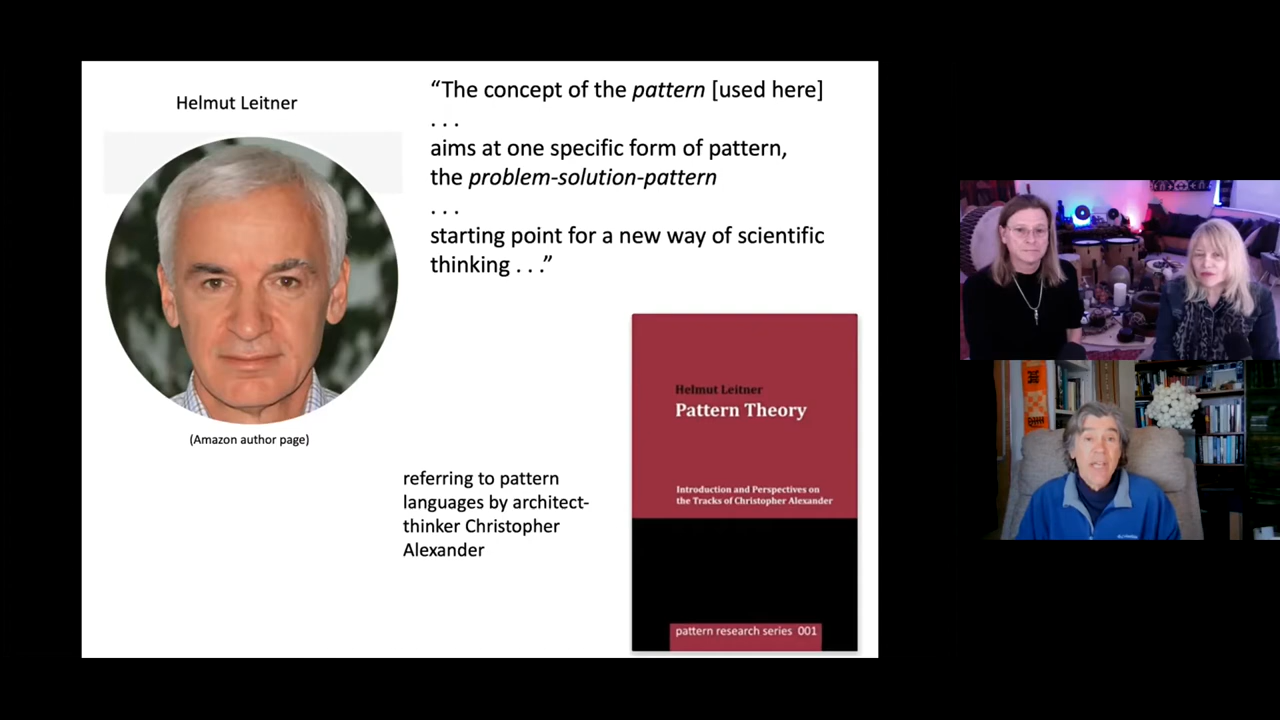 Helmut Leitner
(Amazon author page)
“The concept of the pattern [used here]
. . .
aims at one specific form of pattern,
the problem-solution-pattern
. . .
starting point for a new way of scientific
thinking . . .”
referring to pattern
languages by architect-
thinker Christopher
Alexander
Helmut Leitner
Pattern Theory
Introduction and Perspectives on
the Tracks of Christopher Alexander
pattern research series 001